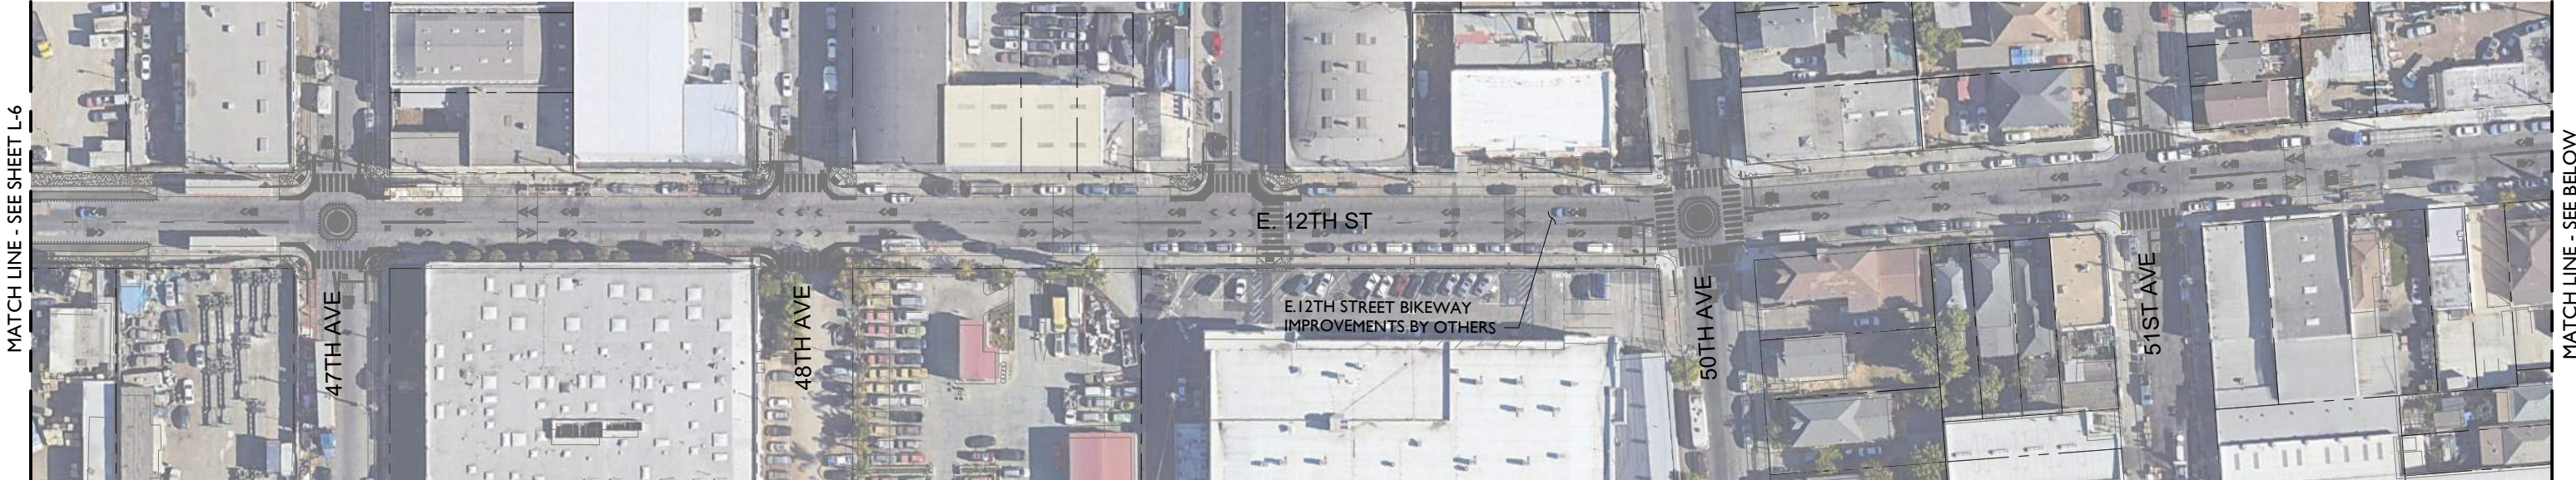 MATCH LINE - SEE SHEET L-6
E. 12TH ST
E.12TH STREET BIKEWAY
IMPROVEMENTS BY OTHERS
47TH AVE
48TH AVE
50TH AVE
51ST AVE
MATCH LINE - SEE BELOW